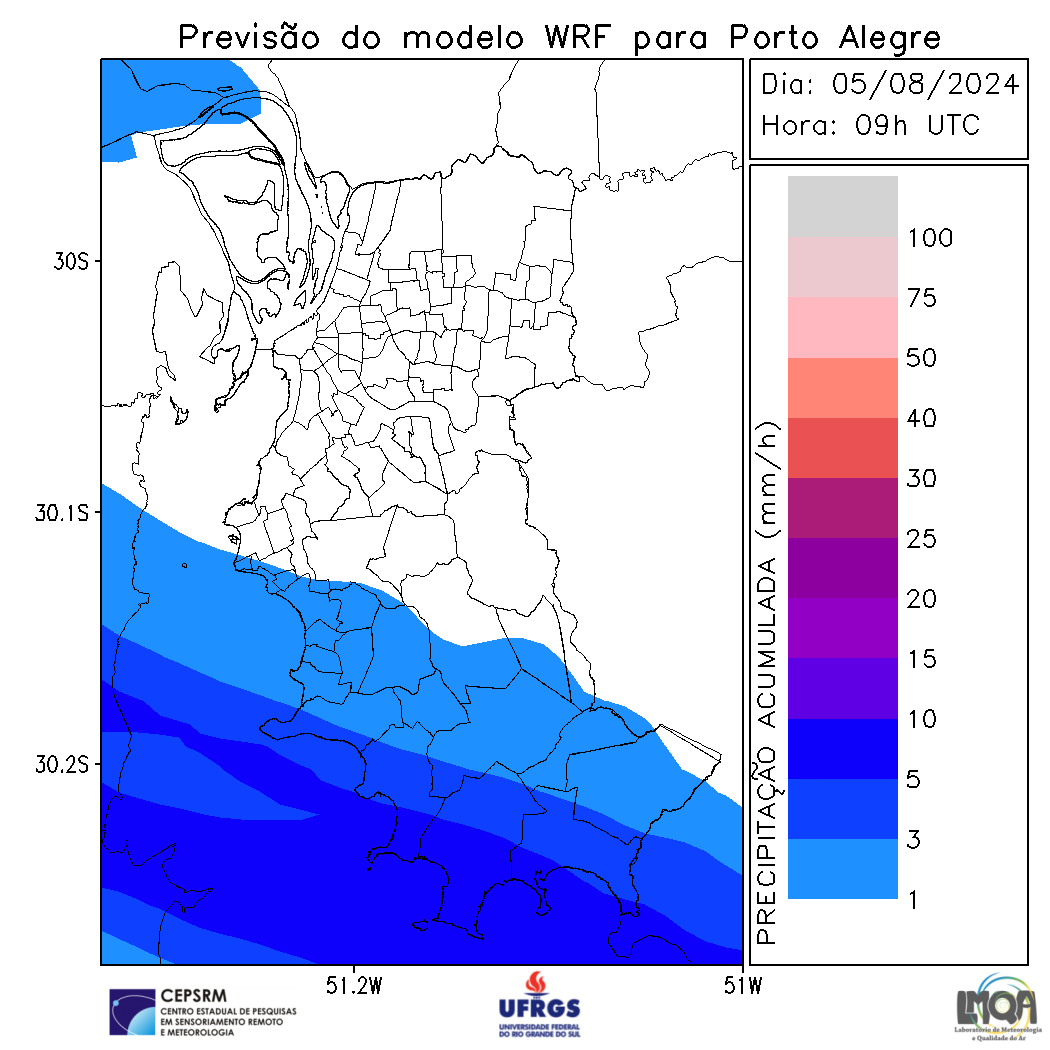 Previsão do modelo WRF para Porto Alegre
Dia: 05/08/2024
Hora: 09h UTC
30S
30.1S
30.2S
51.2W
51W
PRECIPITAÇÃO ACUMULADA (mm/h)
100
75
50
40
30
25
20
15
10
5
3
1
CEPSRM
CENTRO ESTADUAL DE PESQUISAS
EM SENSORIAMENTO REMOTO
E METEOROLOGIA
UFRGS
UNIVERSIDADE FEDERAL
DO RIO GRANDE DO SUL
LMQA
Laboratório de Meteorologia
e Qualidade do Ar